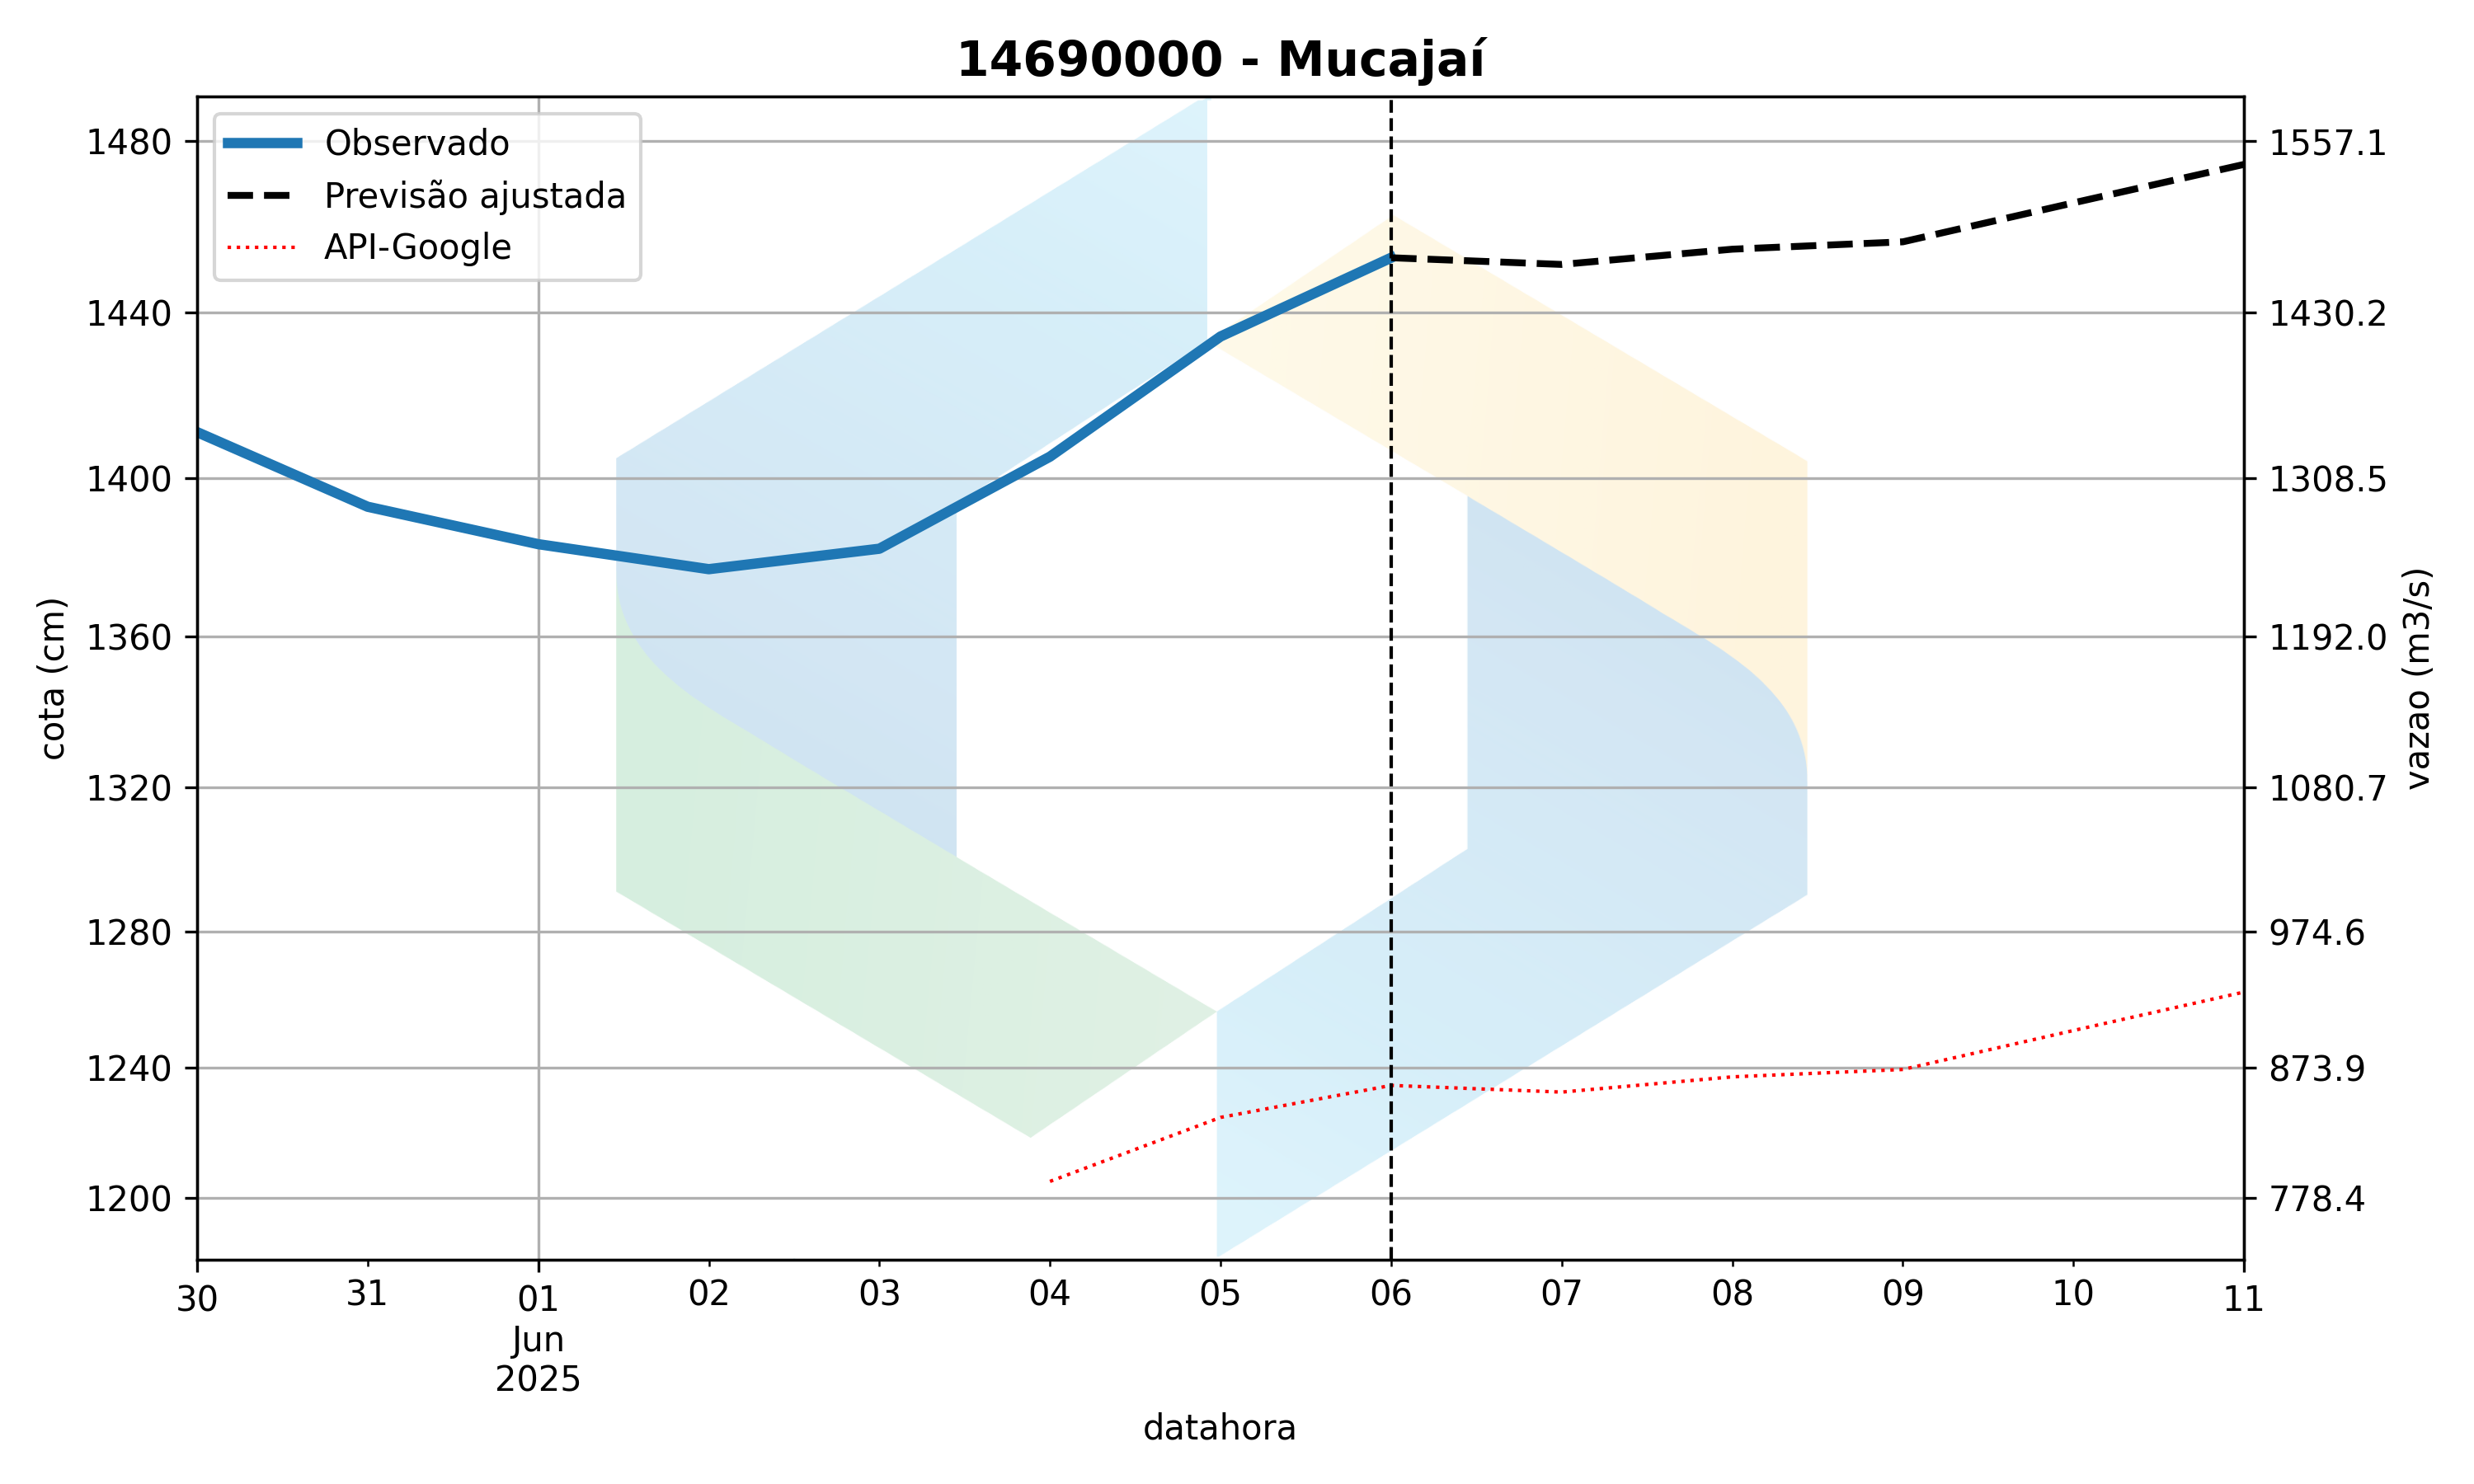 14690000 - Mucajaí
Observado
Previsão ajustada
API-Google
1480
1440
1400
1360
1320
1280
1240
1200
cota (cm)
1557.1
1430.2
1308.5
1192.0
1080.7
974.6
873.9
778.4
vazao (m3/s)
30 31 01 02 03 04 05 06 07 08 09 10 11
Jun
2025
datahora